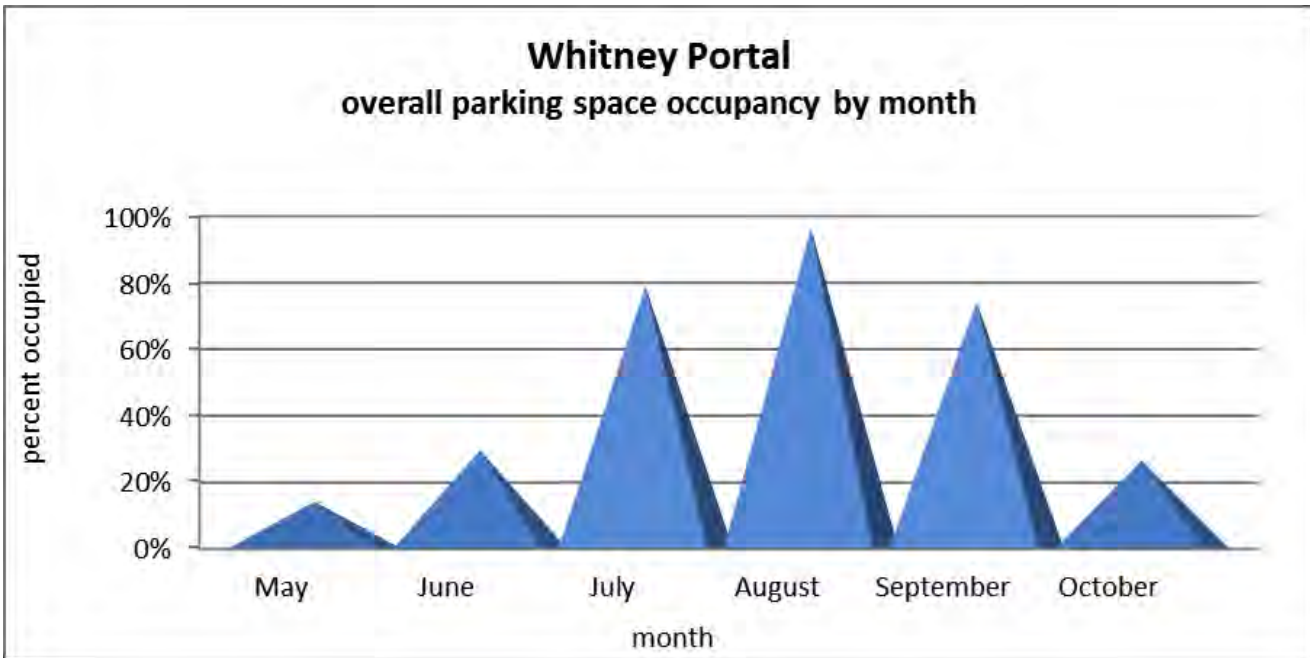 Whitney Portal
overall parking space occupancy by month
percent occupied
100%
80%
60%
40%
20%
0%
May June July August September October
month